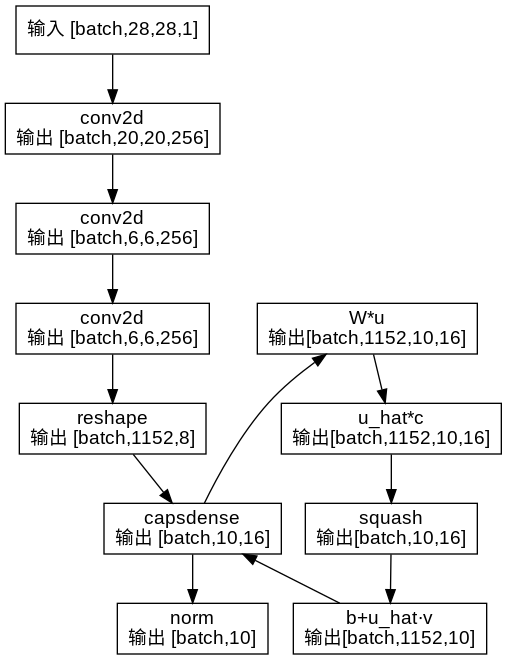 输入 [batch,28,28,1]
conv2d
输出 [batch,20,20,256]
conv2d
输出 [batch,6,6,256]
conv2d
输出 [batch,6,6,256]
reshape
输出 [batch,1152,8]
capsdense
输出 [batch,10,16]
norm
输出 [batch,10]
W*u
输出[batch,1152,10,16]
u_hat*c
输出[batch,1152,10,16]
squash
输出[batch,10,16]
b+u_hat·v
输出[batch,1152,10]